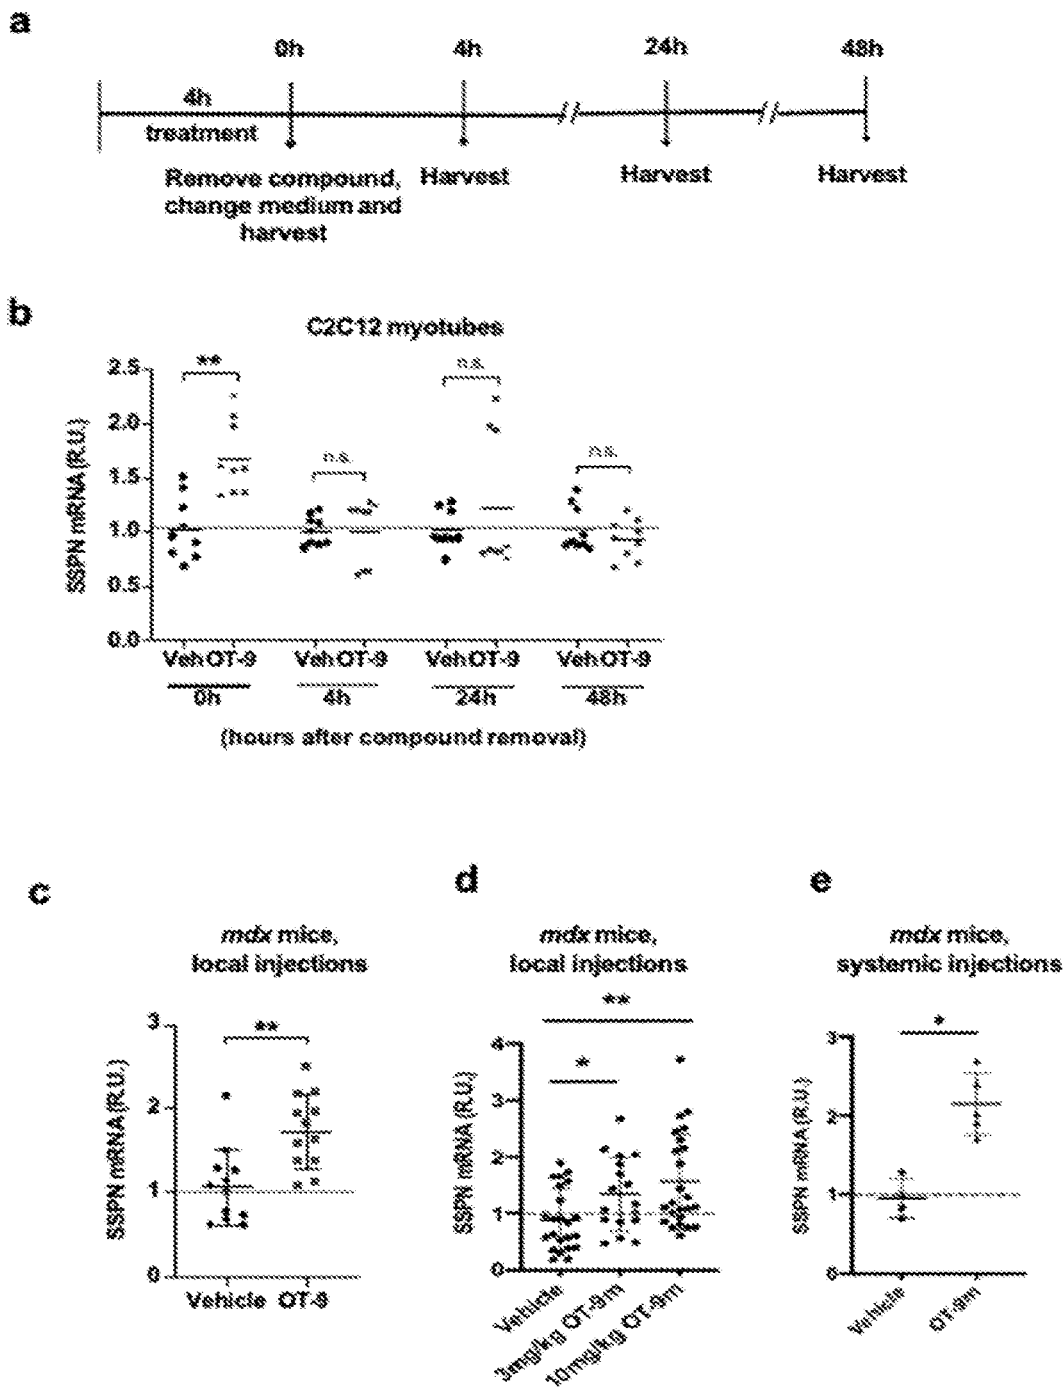 a
0h 4h 24h 48h
4h
treatment
Remove compound, Harvest Harvest Harvest
change medium and
harvest
b
C2C12 myotubes
2.5
2.0
1.5
1.0
0.5
0.0
SSPN mRNA (R.U.)
** n.s. n.s. n.s.
Veh OT-9 Veh OT-9 Veh OT-9 Veh OT-9
0h 4h 24h 48h
(hours after compound removal)
c
mdx mice,
local injections
**
3
2
1
0
SSPN mRNA (R.U.)
Vehicle OT-9
d
mdx mice,
local injections
**
*
4
3
2
1
0
SSPN mRNA (R.U.)
Vehicle
3mg/kg OT-9m
10mg/kg OT-9m
e
mdx mice,
systemic injections
*
3
2
1
0
SSPN mRNA (R.U.)
Vehicle
OT-9m